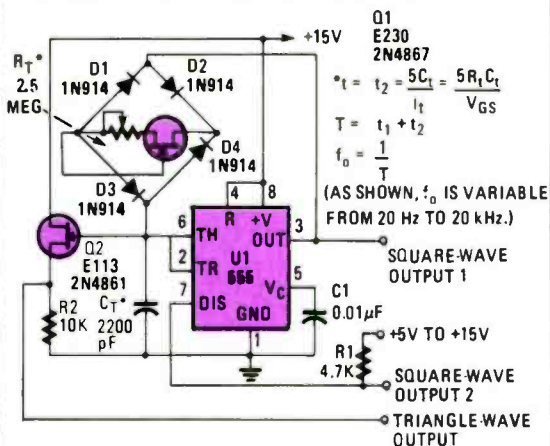 +15V
Q1
E230
2N4867
*t = t2 = 5Ct / It = 5RtCt / VGS
T = t1 + t2
fo = 1 / T
(AS SHOWN, fo IS VARIABLE
FROM 20 Hz TO 20 kHz.)
RT*
2.5
MEG.
D1
1N914
D2
1N914
D4
1N914
D3
1N914
4
8
R
+V
6
TH
OUT
3
U1
555
2
TR
5
VC
7
DIS
GND
1
Q2
E113
2N4861
CT*
2200
pF
R2
10K
C1
0.01µF
R1
4.7K
SQUARE-WAVE
OUTPUT 1
+5V TO +15V
SQUARE-WAVE
OUTPUT 2
TRIANGLE-WAVE
OUTPUT